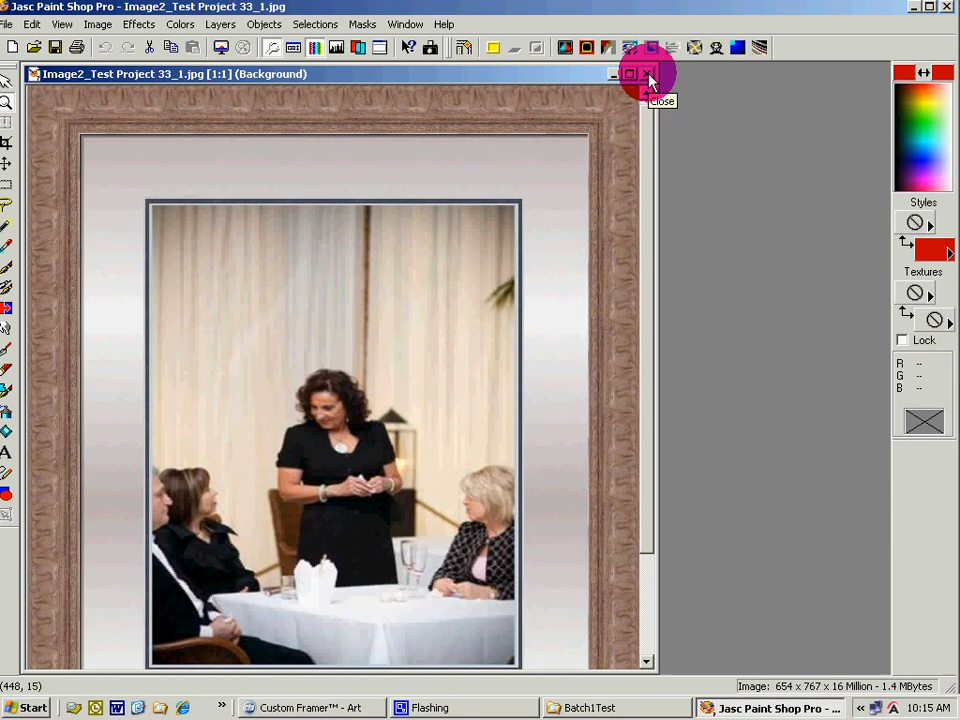 Jasc Paint Shop Pro - Image2_Test Project 33_1.jpg
File Edit View Image Effects Colors Layers Objects Selections Masks Window Help
Image2_Test Project 33_1.jpg [1:1] (Background)
Close
Styles
Textures
Lock
R --
G --
B --
(448, 15)
Image: 654 x 767 x 16 Million - 1.4 MBytes
Start
Custom Framer™ - Art
Flashing
Batch1Test
Jasc Paint Shop Pro - ...
10:15 AM